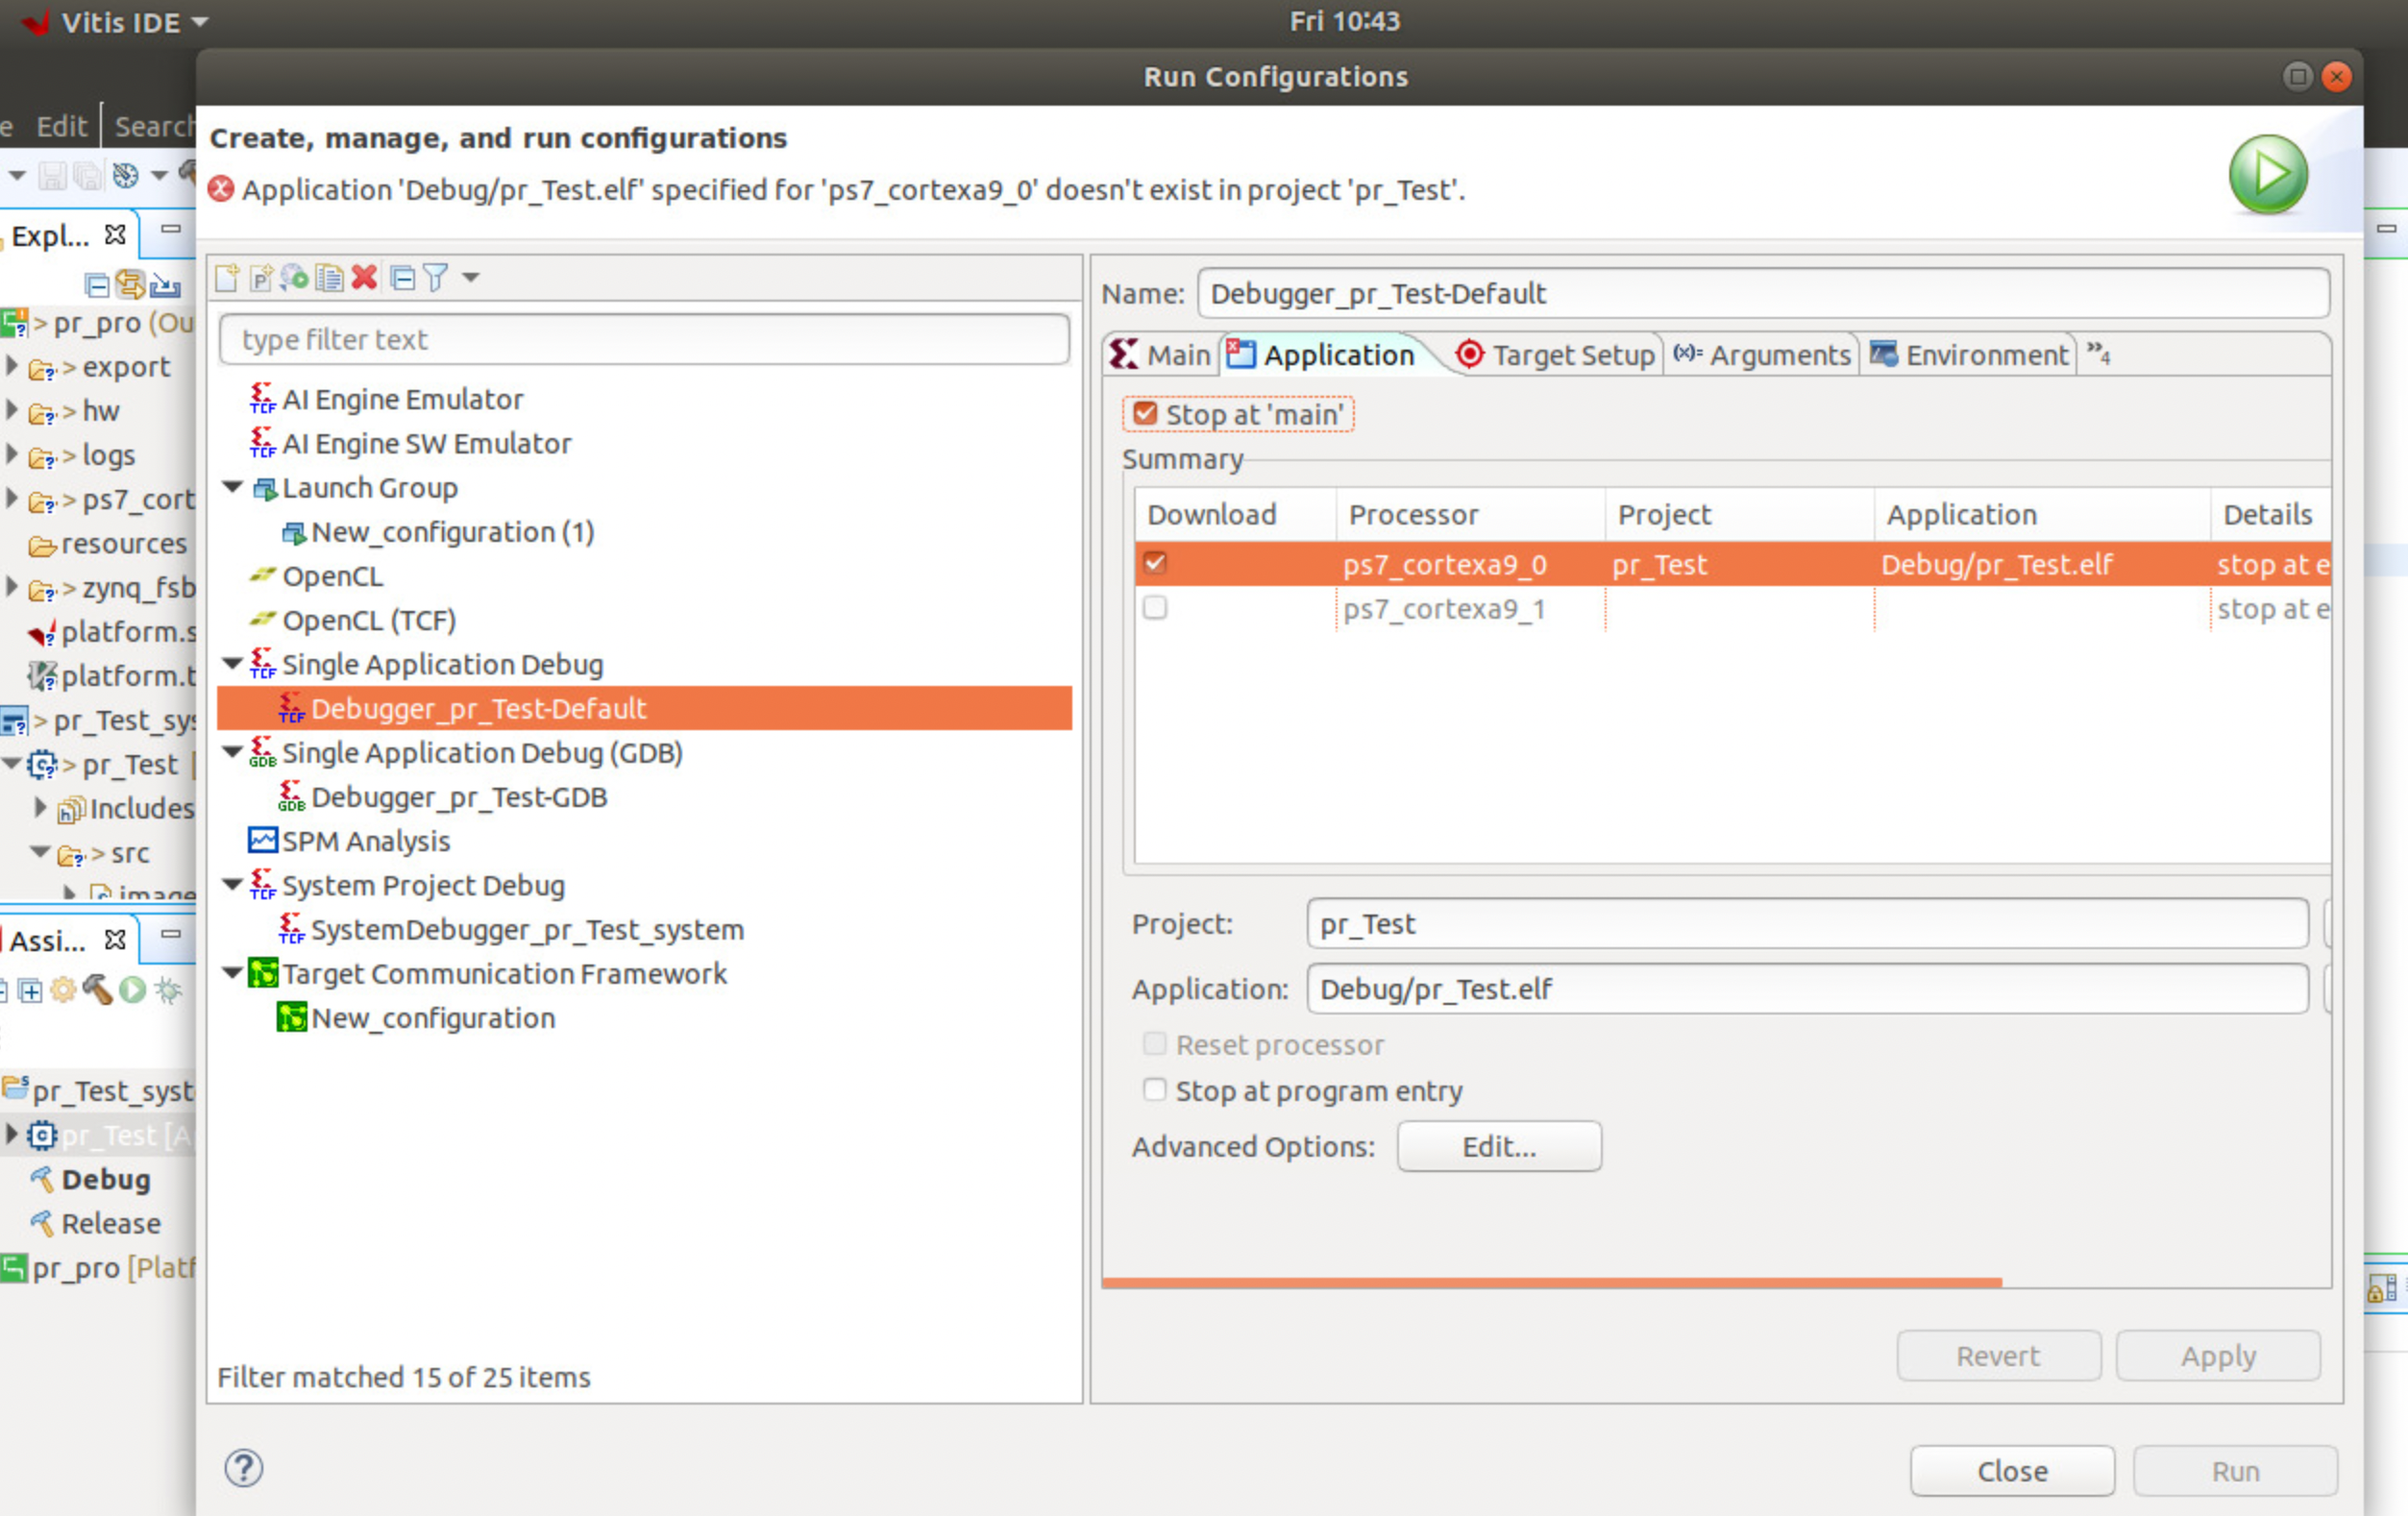 Vitis IDE
Fri 10:43
Run Configurations
e Edit Search
Create, manage, and run configurations
Application 'Debug/pr_Test.elf' specified for 'ps7_cortexa9_0' doesn't exist in project 'pr_Test'.
Expl...
> pr_pro (Ou
> export
> hw
> logs
> ps7_cort
resources
> zynq_fsb
platform.s
platform.t
> pr_Test_sys
> pr_Test [
Includes
> src
image
Assi...
pr_Test_syst
pr_Test [A
Debug
Release
pr_pro [Platf
type filter text
AI Engine Emulator
AI Engine SW Emulator
Launch Group
New_configuration (1)
OpenCL
OpenCL (TCF)
Single Application Debug
Debugger_pr_Test-Default
Single Application Debug (GDB)
Debugger_pr_Test-GDB
SPM Analysis
System Project Debug
SystemDebugger_pr_Test_system
Target Communication Framework
New_configuration
Filter matched 15 of 25 items
Name: Debugger_pr_Test-Default
Main Application Target Setup (x)= Arguments Environment »4
Stop at 'main'
Summary
Download Processor Project Application Details
ps7_cortexa9_0 pr_Test Debug/pr_Test.elf stop at e
ps7_cortexa9_1 stop at e
Project: pr_Test
Application: Debug/pr_Test.elf
Reset processor
Stop at program entry
Advanced Options: Edit...
Revert Apply
Close Run